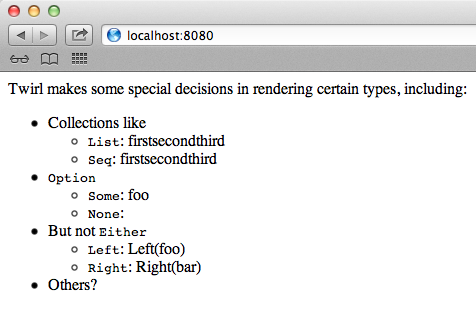 localhost:8080
Twirl makes some special decisions in rendering certain types, including:
Collections like
List: firstsecondthird
Seq: firstsecondthird
Option
Some: foo
None:
But not Either
Left: Left(foo)
Right: Right(bar)
Others?